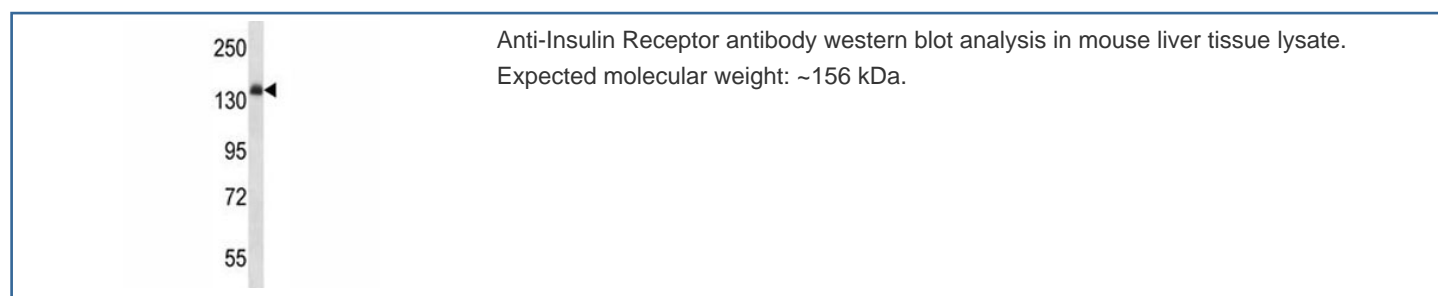 250
130
95
72
55
Anti-Insulin Receptor antibody western blot analysis in mouse liver tissue lysate.
Expected molecular weight: ~156 kDa.